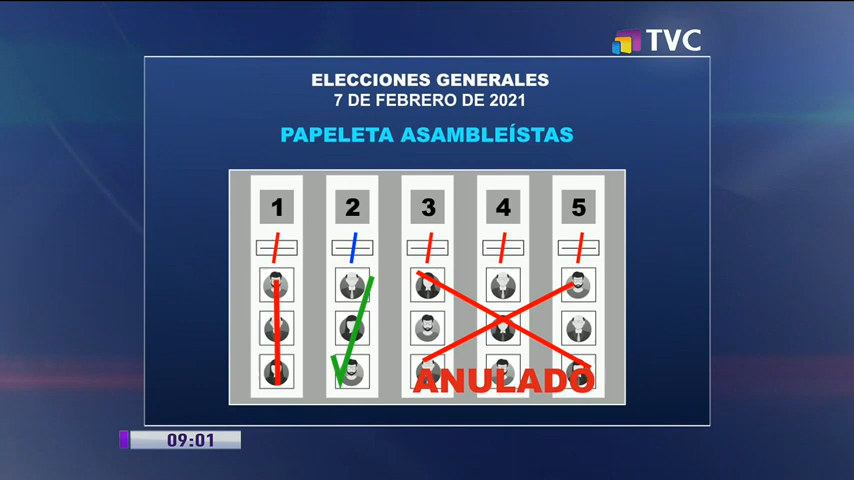 TVC
ELECCIONES GENERALES
7 DE FEBRERO DE 2021
PAPELETA ASAMBLEÍSTAS
1 2 3 4 5
ANULADO
09:01